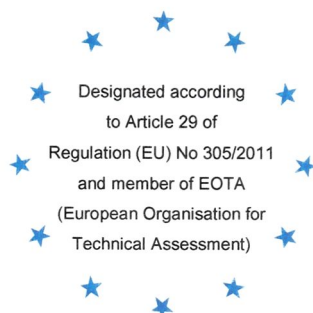 Designated according
to Article 29 of
Regulation (EU) No 305/2011
and member of EOTA
(European Organisation for
Technical Assessment)